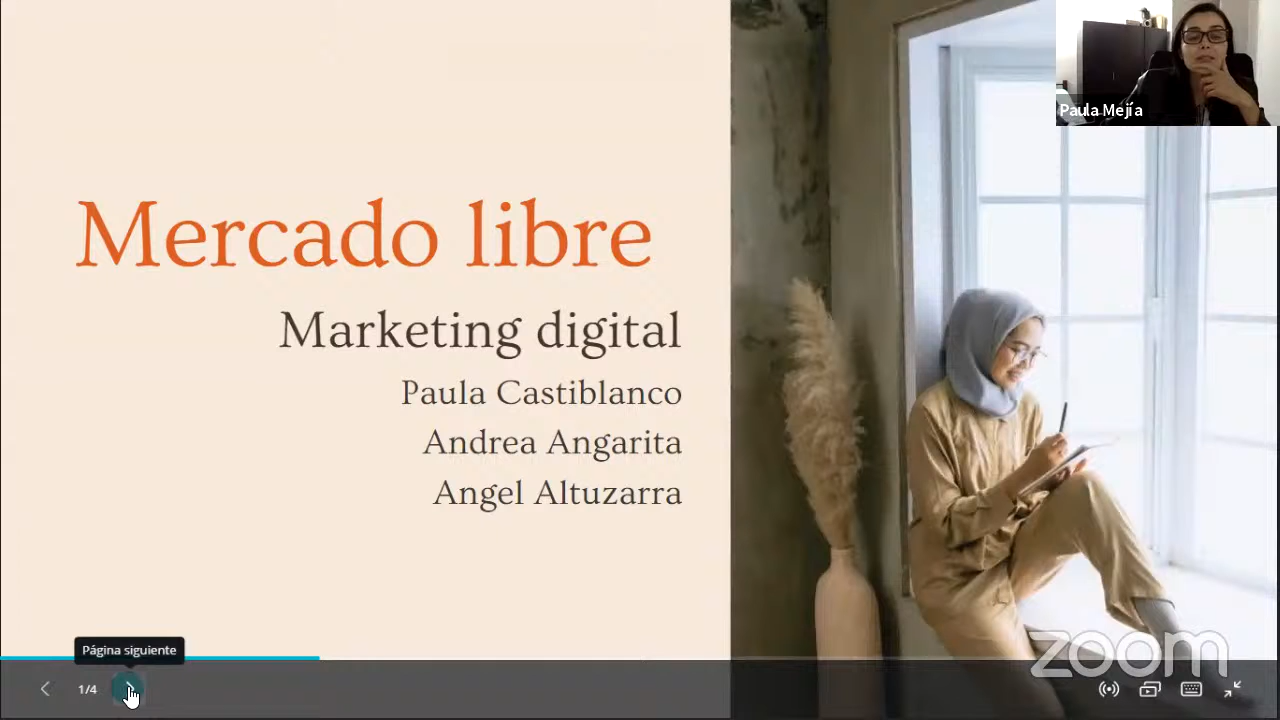 Paula Mejía
Mercado libre
Marketing digital
Paula Castiblanco
Andrea Angarita
Angel Altuzarra
Página siguiente
1/4
zoom